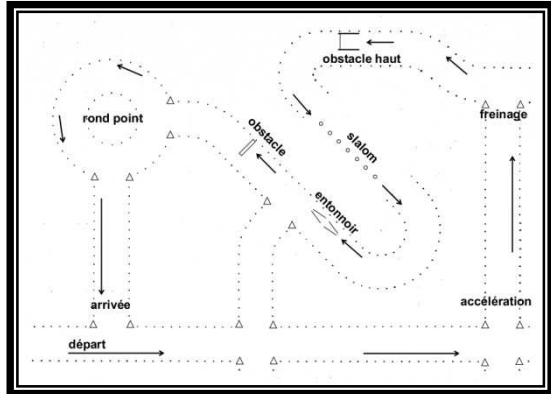 obstacle haut
freinage
rond point
obstacle
slalom
entonnoir
arrivée
accélération
départ